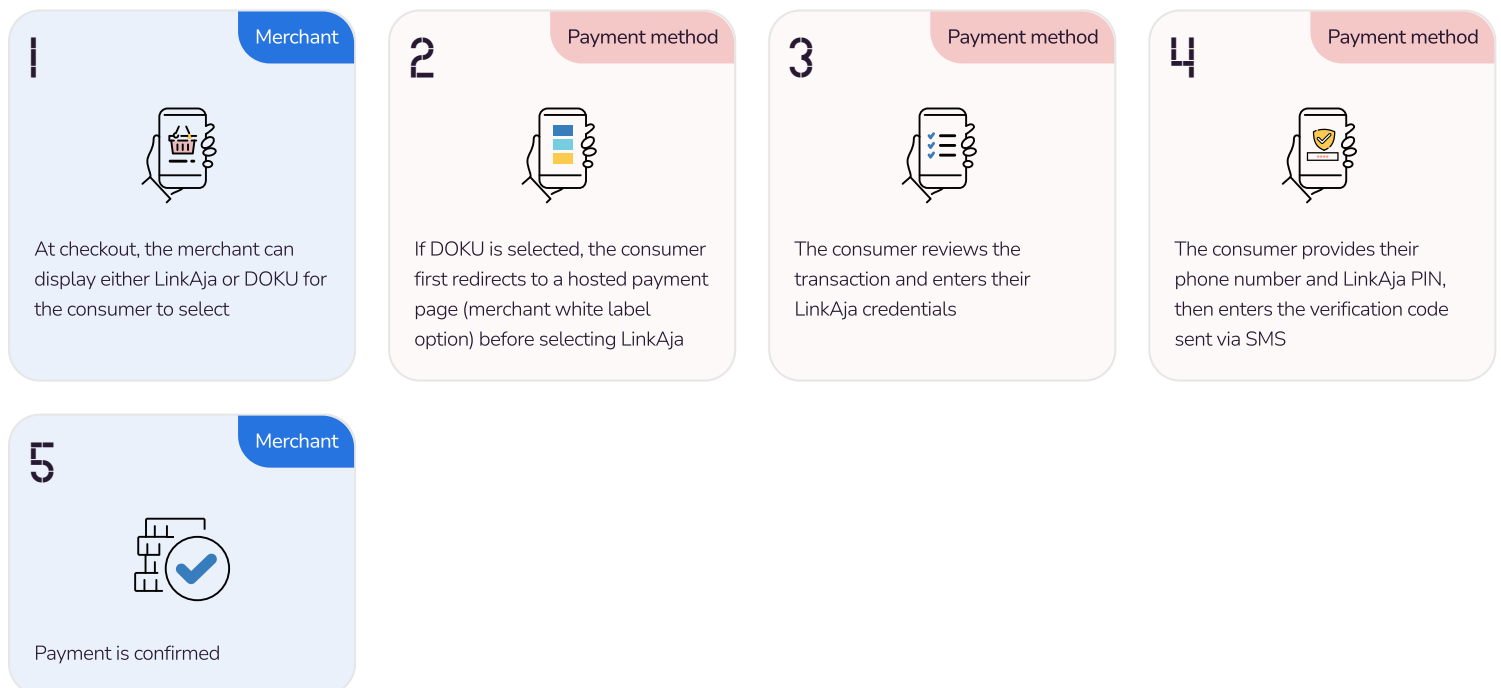 1
Merchant
At checkout, the merchant can
display either LinkAja or DOKU for
the consumer to select
2
Payment method
If DOKU is selected, the consumer
first redirects to a hosted payment
page (merchant white label
option) before selecting LinkAja
3
Payment method
The consumer reviews the
transaction and enters their
LinkAja credentials
4
Payment method
The consumer provides their
phone number and LinkAja PIN,
then enters the verification code
sent via SMS
5
Merchant
Payment is confirmed